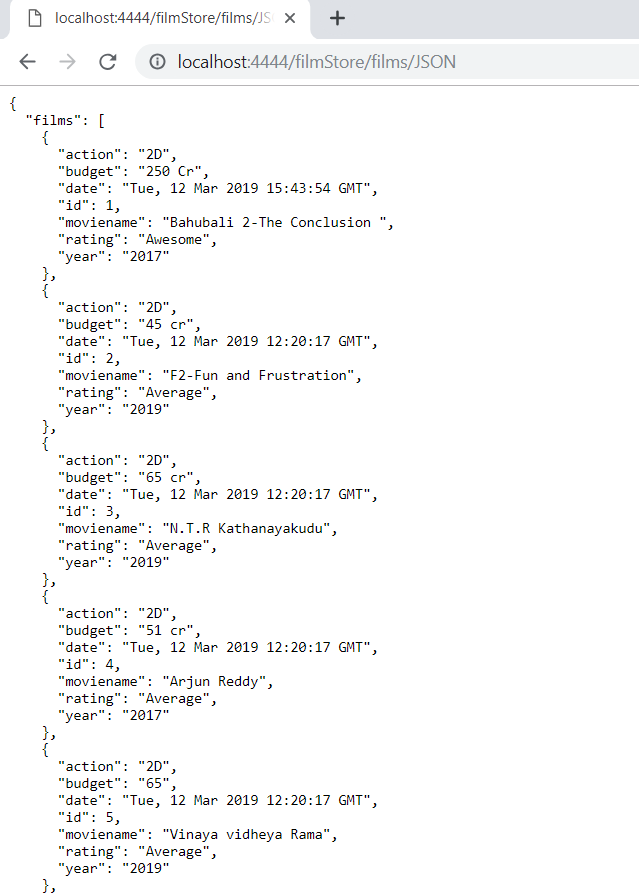 localhost:4444/filmStore/films/JS
localhost:4444/filmStore/films/JSON
{
  "films": [
    {
      "action": "2D",
      "budget": "250 Cr",
      "date": "Tue, 12 Mar 2019 15:43:54 GMT",
      "id": 1,
      "moviename": "Bahubali 2-The Conclusion ",
      "rating": "Awesome",
      "year": "2017"
    },
    {
      "action": "2D",
      "budget": "45 cr",
      "date": "Tue, 12 Mar 2019 12:20:17 GMT",
      "id": 2,
      "moviename": "F2-Fun and Frustration",
      "rating": "Average",
      "year": "2019"
    },
    {
      "action": "2D",
      "budget": "65 cr",
      "date": "Tue, 12 Mar 2019 12:20:17 GMT",
      "id": 3,
      "moviename": "N.T.R Kathanayakudu",
      "rating": "Average",
      "year": "2019"
    },
    {
      "action": "2D",
      "budget": "51 cr",
      "date": "Tue, 12 Mar 2019 12:20:17 GMT",
      "id": 4,
      "moviename": "Arjun Reddy",
      "rating": "Average",
      "year": "2017"
    },
    {
      "action": "2D",
      "budget": "65",
      "date": "Tue, 12 Mar 2019 12:20:17 GMT",
      "id": 5,
      "moviename": "Vinaya vidheya Rama",
      "rating": "Average",
      "year": "2019"
    },